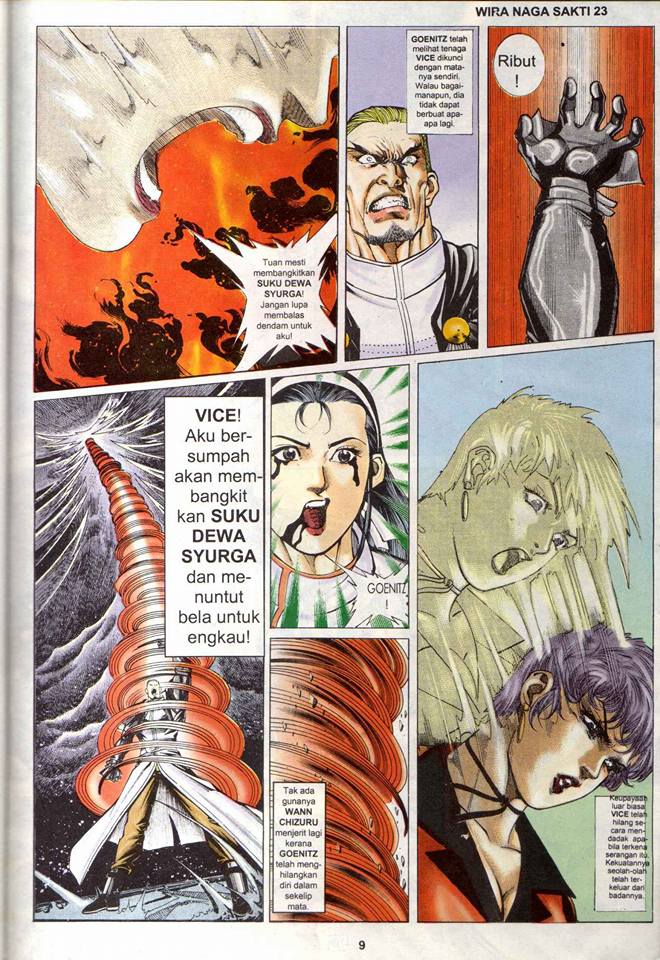 WIRA NAGA SAKTI 23
Tuan mesti
membangkitkan
SUKU DEWA
SYURGA!
Jangan lupa
membalas
dendam untuk
aku!
GOENITZ telah
melihat tenaga
VICE dikunci
dengan mata-
nya sendiri.
Walau bagai-
manapun, dia
tidak dapat
berbuat apa-
apa lagi.
Ribut
!
VICE!
Aku ber-
sumpah
akan mem-
bangkit
kan SUKU
DEWA
SYURGA
dan me-
nuntut
bela untuk
engkau!
GOENITZ
!
Tak ada
gunanya
WANN
CHIZURU
menjerit lagi
kerana
GOENITZ
telah meng-
hilangkan
diri dalam
sekelip
mata.
Keupayaan
luar biasa
VICE telah
hilang se-
cara men-
dadak apa-
bila terkena
serangan itu.
Kekuatannya
seolah-olah
telah ter-
keluar dari
badannya.
9